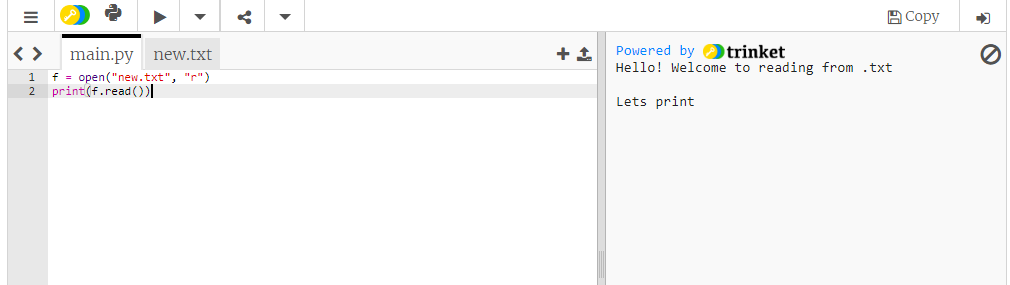 Copy
main.py
new.txt
1 f = open("new.txt", "r")
2 print(f.read())
Powered by trinket
Hello! Welcome to reading from .txt
Lets print